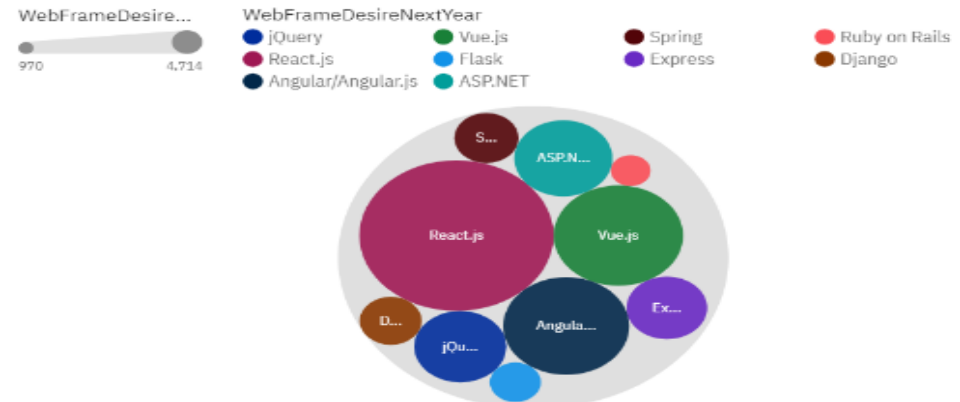 WebFrameDesire...
970
4,714
WebFrameDesireNextYear
jQuery
Vue.js
Spring
Ruby on Rails
React.js
Flask
Express
Django
Angular/Angular.js
ASP.NET
S...
ASP.N...
React.js
Vue.js
D...
jQu...
Angula...
Ex...